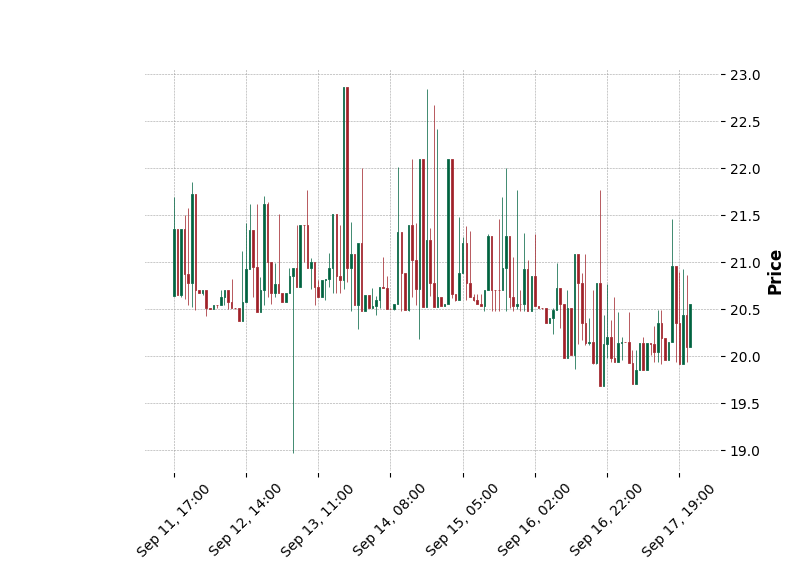 23.0
22.5
22.0
21.5
21.0
20.5
20.0
19.5
19.0
Price
Sep 11, 17:00
Sep 12, 14:00
Sep 13, 11:00
Sep 14, 08:00
Sep 15, 05:00
Sep 16, 02:00
Sep 16, 22:00
Sep 17, 19:00